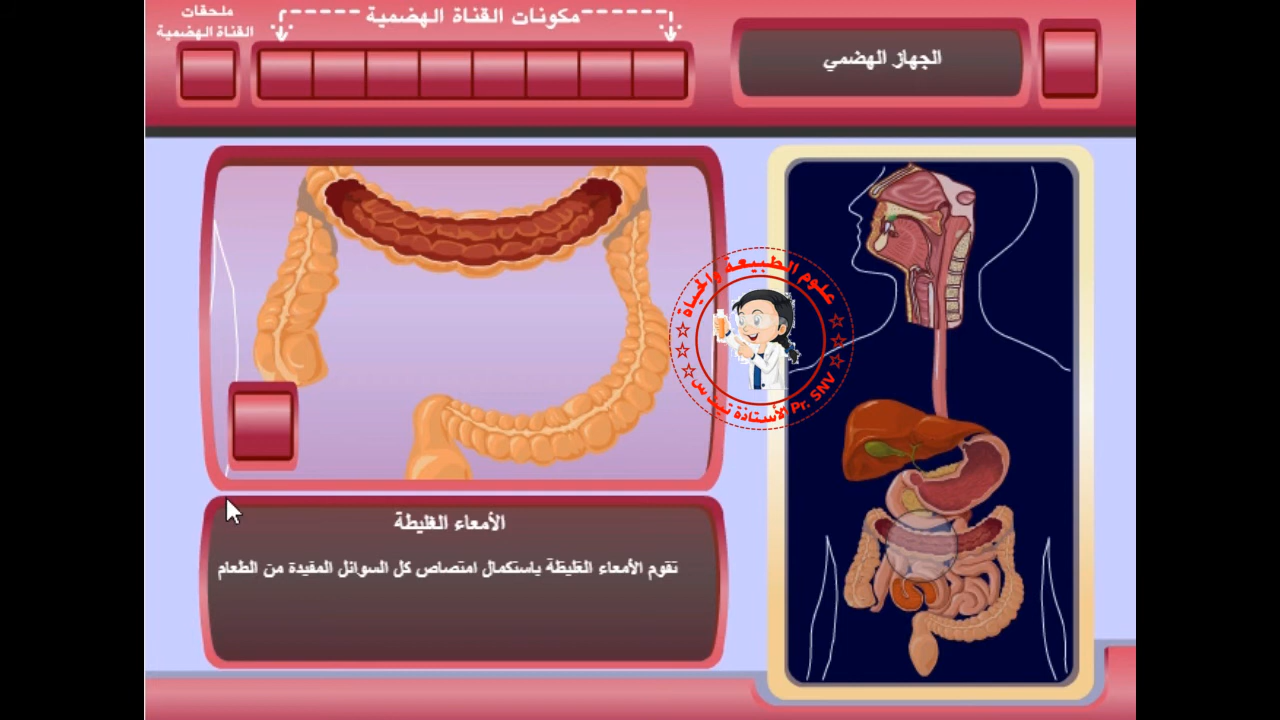 الجهاز الهضمي
مكونات القناة الهضمية
ملحقات
القناة الهضمية
علوم الطبيعة والحياة
Pr. SNV
الأمعاء الغليظة
تقوم الأمعاء الغليظة باستكمال امتصاص كل السوائل المفيدة من الطعام